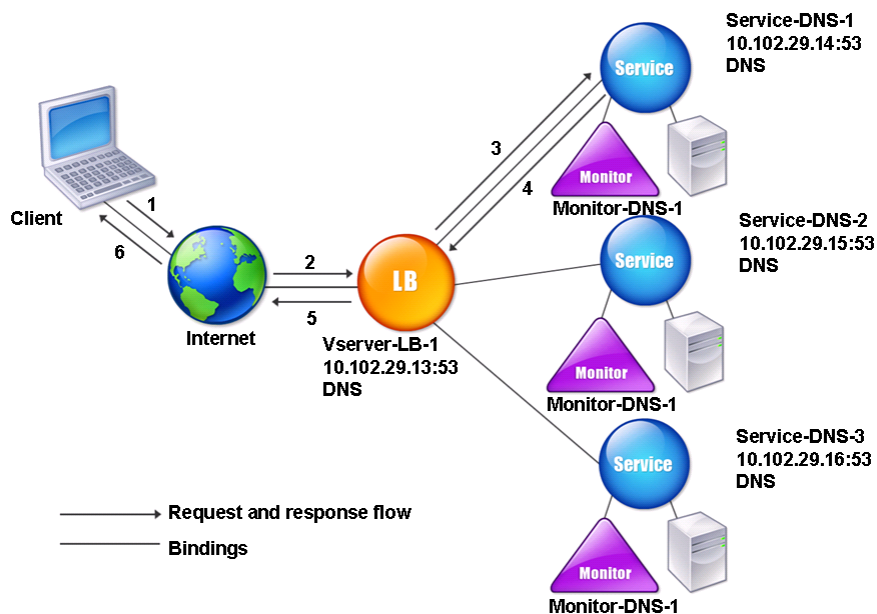 Service-DNS-1
10.102.29.14:53
DNS
Service
3
4
Monitor
Monitor-DNS-1
Client
1
6
Internet
2
5
LB
Vserver-LB-1
10.102.29.13:53
DNS
Service-DNS-2
10.102.29.15:53
DNS
Service
Monitor
Monitor-DNS-1
Service-DNS-3
10.102.29.16:53
DNS
Service
Monitor
Monitor-DNS-1
Request and response flow
Bindings